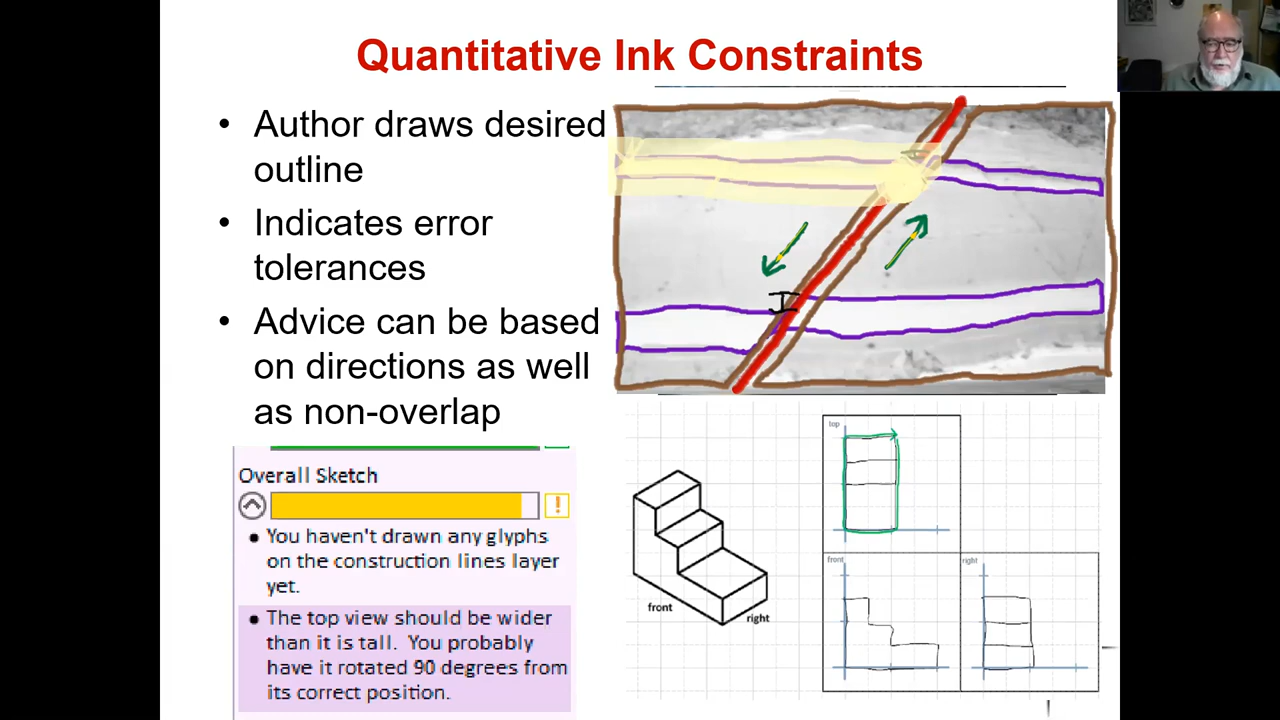 Quantitative Ink Constraints
• Author draws desired
outline
• Indicates error
tolerances
• Advice can be based
on directions as well
as non-overlap
Overall Sketch
!
• You haven't drawn any glyphs
on the construction lines layer
yet.
• The top view should be wider
than it is tall. You probably
have it rotated 90 degrees from
its correct position.
front
right
top
front
right